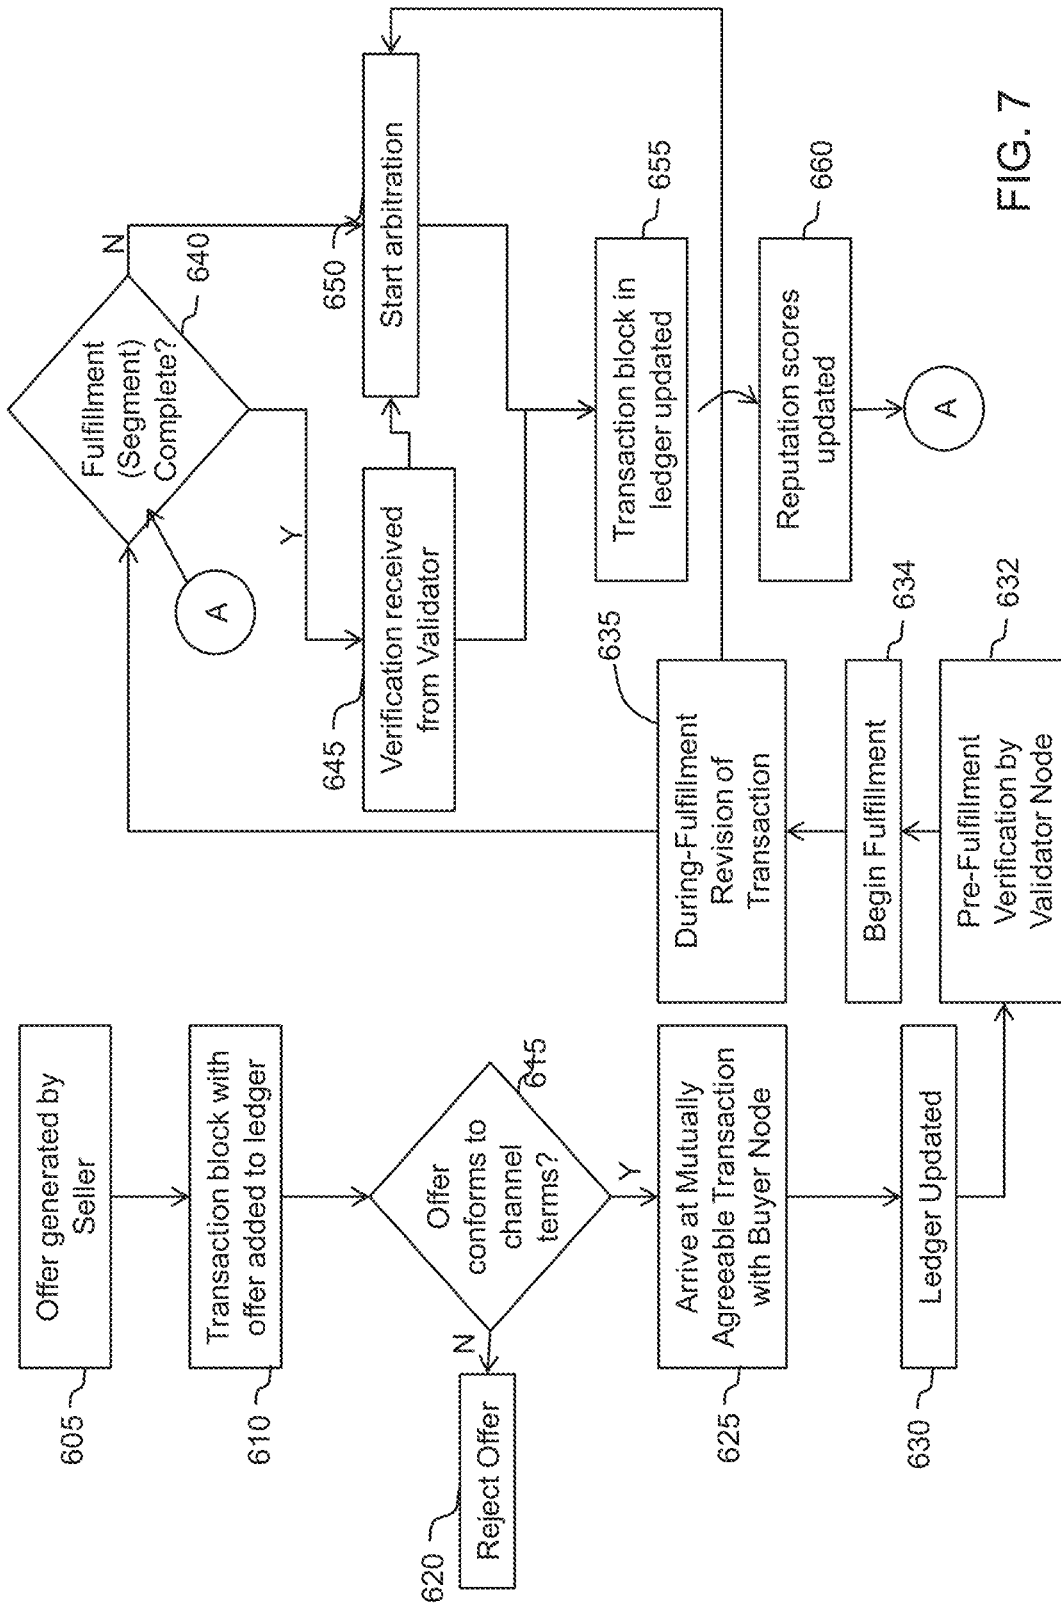 605
Offer generated by
Seller
610
Transaction block with
offer added to ledger
Offer
conforms to
channel
terms?
615
N
620
Reject Offer
Y
625
Arrive at Mutually
Agreeable Transaction
with Buyer Node
630
Ledger Updated
Pre-Fulfillment
Verification by
Validator Node
632
Begin Fulfillment
634
During-Fulfillment
Revision of
Transaction
635
A
Fulfillment
(Segment)
Complete?
640
N
Y
645
Verification received
from Validator
650
Start arbitration
Transaction block in
ledger updated
655
Reputation scores
updated
660
A
FIG. 7